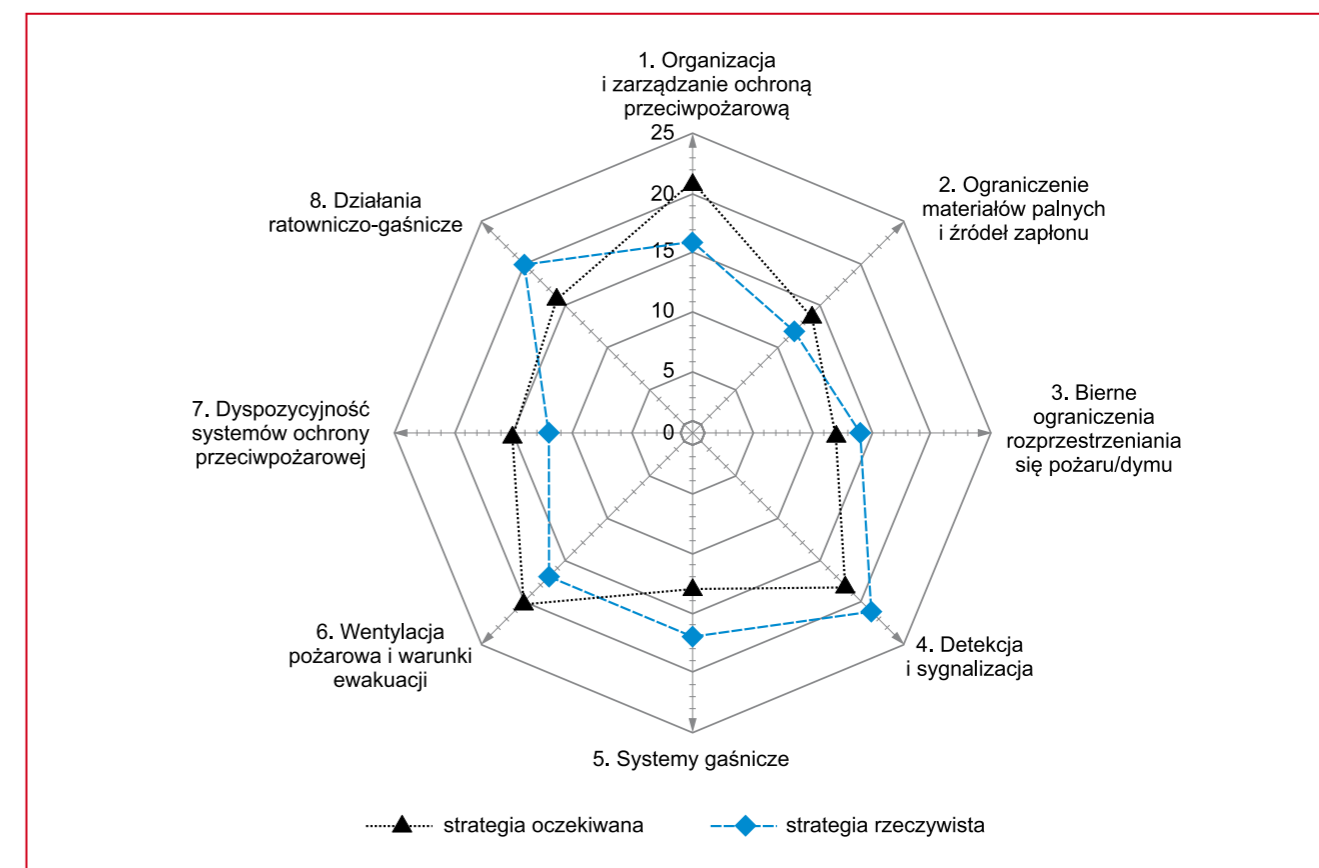 1. Organizacja
i zarządzanie ochroną
przeciwpożarową
25
20
15
10
5
0
2. Ograniczenie
materiałów palnych
i źródeł zapłonu
3. Bierne
ograniczenia
rozprzestrzeniania
się pożaru/dymu
4. Detekcja
i sygnalizacja
5. Systemy gaśnicze
6. Wentylacja
pożarowa i warunki
ewakuacji
7. Dyspozycyjność
systemów ochrony
przeciwpożarowej
8. Działania
ratowniczo-gaśnicze
strategia oczekiwana
strategia rzeczywista